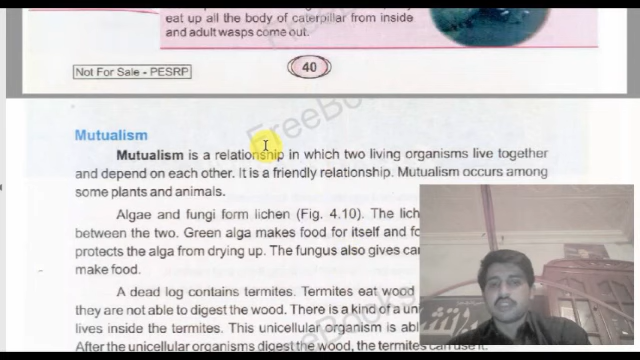 eat up all the body of caterpillar from inside
and adult wasps come out.
Not For Sale - PESRP
40
Mutualism
Mutualism is a relationship in which two living organisms live together
and depend on each other. It is a friendly relationship. Mutualism occurs among
some plants and animals.
Algae and fungi form lichen (Fig. 4.10). The lich
between the two. Green alga makes food for itself and fo
protects the alga from drying up. The fungus also gives car
make food.
A dead log contains termites. Termites eat wood
they are not able to digest the wood. There is a kind of a un
lives inside the termites. This unicellular organism is abl
After the unicellular organisms digest the wood, the termites can use it.
FreeBooks